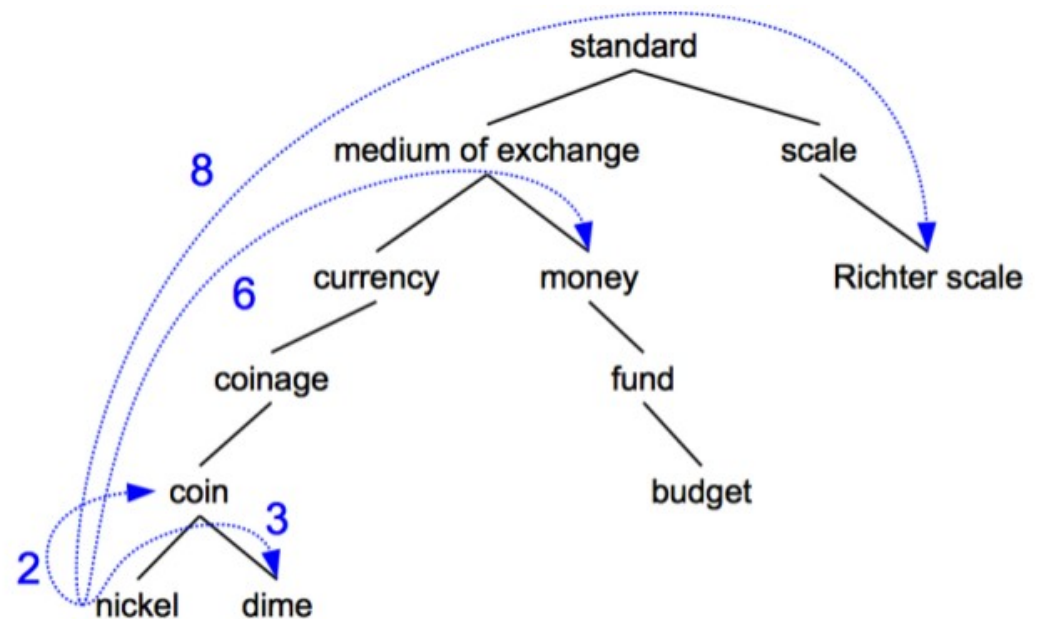 standard
medium of exchange
scale
8
6
currency
money
Richter scale
coinage
fund
coin
budget
3
2
nickel
dime